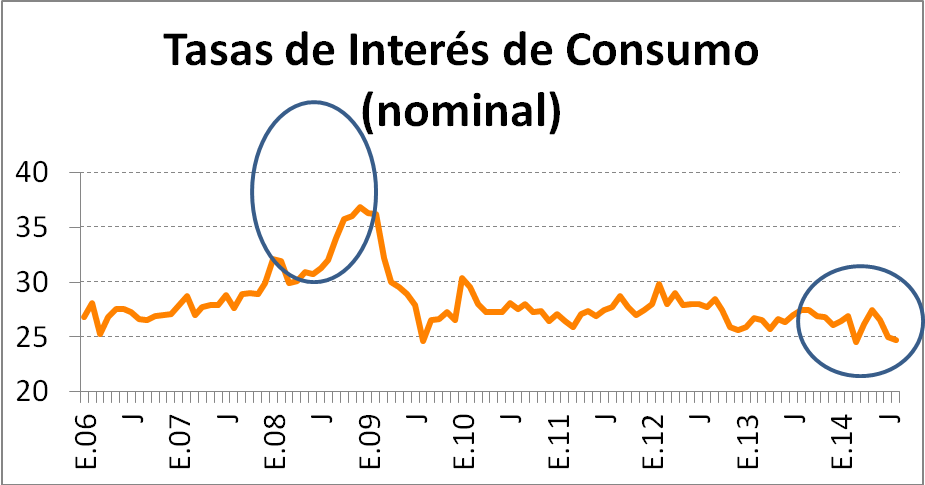 Tasas de Interés de Consumo
(nominal)
40
35
30
25
20
E.06
J
E.07
J
E.08
J
E.09
J
E.10
J
E.11
J
E.12
J
E.13
J
E.14
J